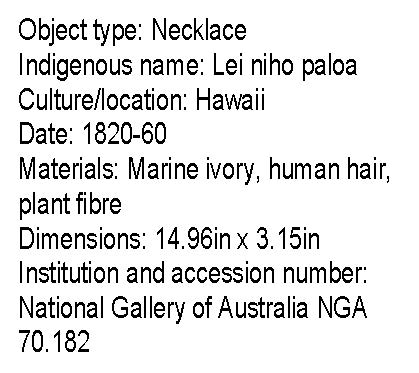 Object type: Necklace
Indigenous name: Lei niho paloa
Culture/location: Hawaii
Date: 1820-60
Materials: Marine ivory, human hair,
plant fibre
Dimensions: 14.96in x 3.15in
Institution and accession number:
National Gallery of Australia NGA
70.182